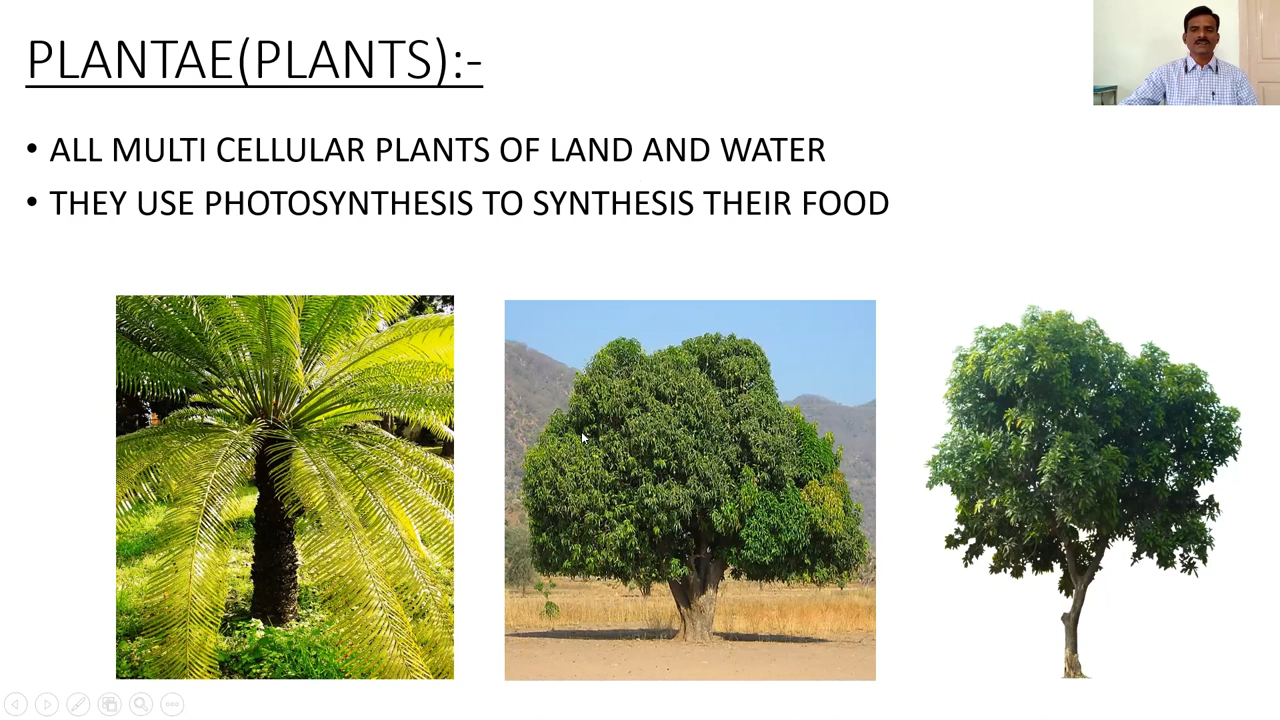 PLANTAE(PLANTS):-
• ALL MULTI CELLULAR PLANTS OF LAND AND WATER
• THEY USE PHOTOSYNTHESIS TO SYNTHESIS THEIR FOOD